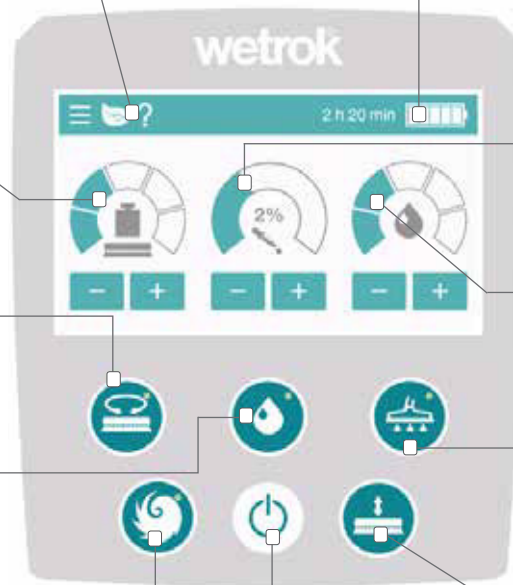 wetrok
? 2 h 20 min
2%
- + - + - +